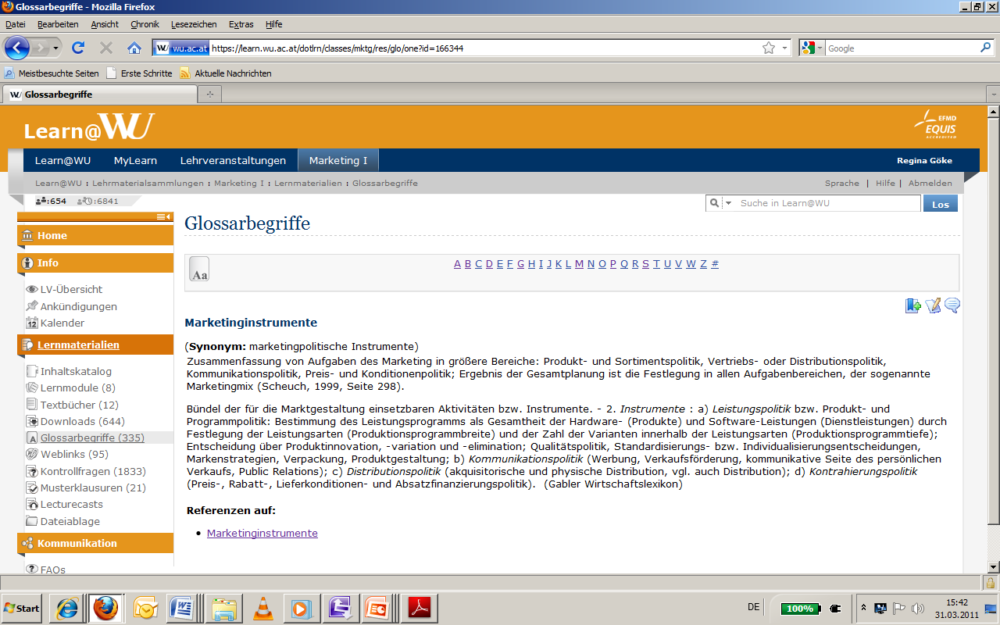 Glossarbegriffe - Mozilla Firefox
Datei Bearbeiten Ansicht Chronik Lesezeichen Extras Hilfe
WU wu.ac.at https://learn.wu.ac.at/dotlrn/classes/mktg/res/glo/one?id=166344
Google
Meistbesuchte Seiten Erste Schritte Aktuelle Nachrichten
WU Glossarbegriffe
Learn@WU
EFMD
EQUIS
ACCREDITED
Learn@WU MyLearn Lehrveranstaltungen Marketing I
Regina Göke
Learn@WU : Lehrmaterialsammlungen : Marketing I : Lernmaterialien : Glossarbegriffe
Sprache | Hilfe | Abmelden
:654 :6841
Suche in Learn@WU
Los
Home
Info
LV-Übersicht
Ankündigungen
12 Kalender
Lernmaterialien
Inhaltskatalog
Lernmodule (8)
Textbücher (12)
Downloads (644)
A Glossarbegriffe (335)
Weblinks (95)
Kontrollfragen (1833)
Musterklausuren (21)
Lecturecasts
Dateiablage
Kommunikation
FAQs
Glossarbegriffe
Aa
A B C D E F G H I J K L M N O P Q R S T U V W Z #
Marketinginstrumente
(Synonym: marketingpolitische Instrumente)
Zusammenfassung von Aufgaben des Marketing in größere Bereiche: Produkt- und Sortimentspolitik, Vertriebs- oder Distributionspolitik,
Kommunikationspolitik, Preis- und Konditionenpolitik; Ergebnis der Gesamtplanung ist die Festlegung in allen Aufgabenbereichen, der sogenannte
Marketingmix (Scheuch, 1999, Seite 298).
Bündel der für die Marktgestaltung einsetzbaren Aktivitäten bzw. Instrumente. - 2. Instrumente : a) Leistungspolitik bzw. Produkt- und
Programmpolitik: Bestimmung des Leistungsprogramms als Gesamtheit der Hardware- (Produkte) und Software-Leistungen (Dienstleistungen) durch
Festlegung der Leistungsarten (Produktionsprogrammbreite) und der Zahl der Varianten innerhalb der Leistungsarten (Produktionsprogrammtiefe);
Entscheidung über Produktinnovation, -variation und -elimination; Qualitätspolitik, Standardisierungs- bzw. Individualisierungsentscheidungen,
Markenstrategien, Verpackung, Produktgestaltung; b) Kommunikationspolitik (Werbung, Verkaufsförderung, kommunikative Seite des persönlichen
Verkaufs, Public Relations); c) Distributionspolitik (akquisitorische und physische Distribution, vgl. auch Distribution); d) Kontrahierungspolitik
(Preis-, Rabatt-, Lieferkonditionen- und Absatzfinanzierungspolitik). (Gabler Wirtschaftslexikon)
Referenzen auf:
Marketinginstrumente
Start
DE
100%
15:42
31.03.2011